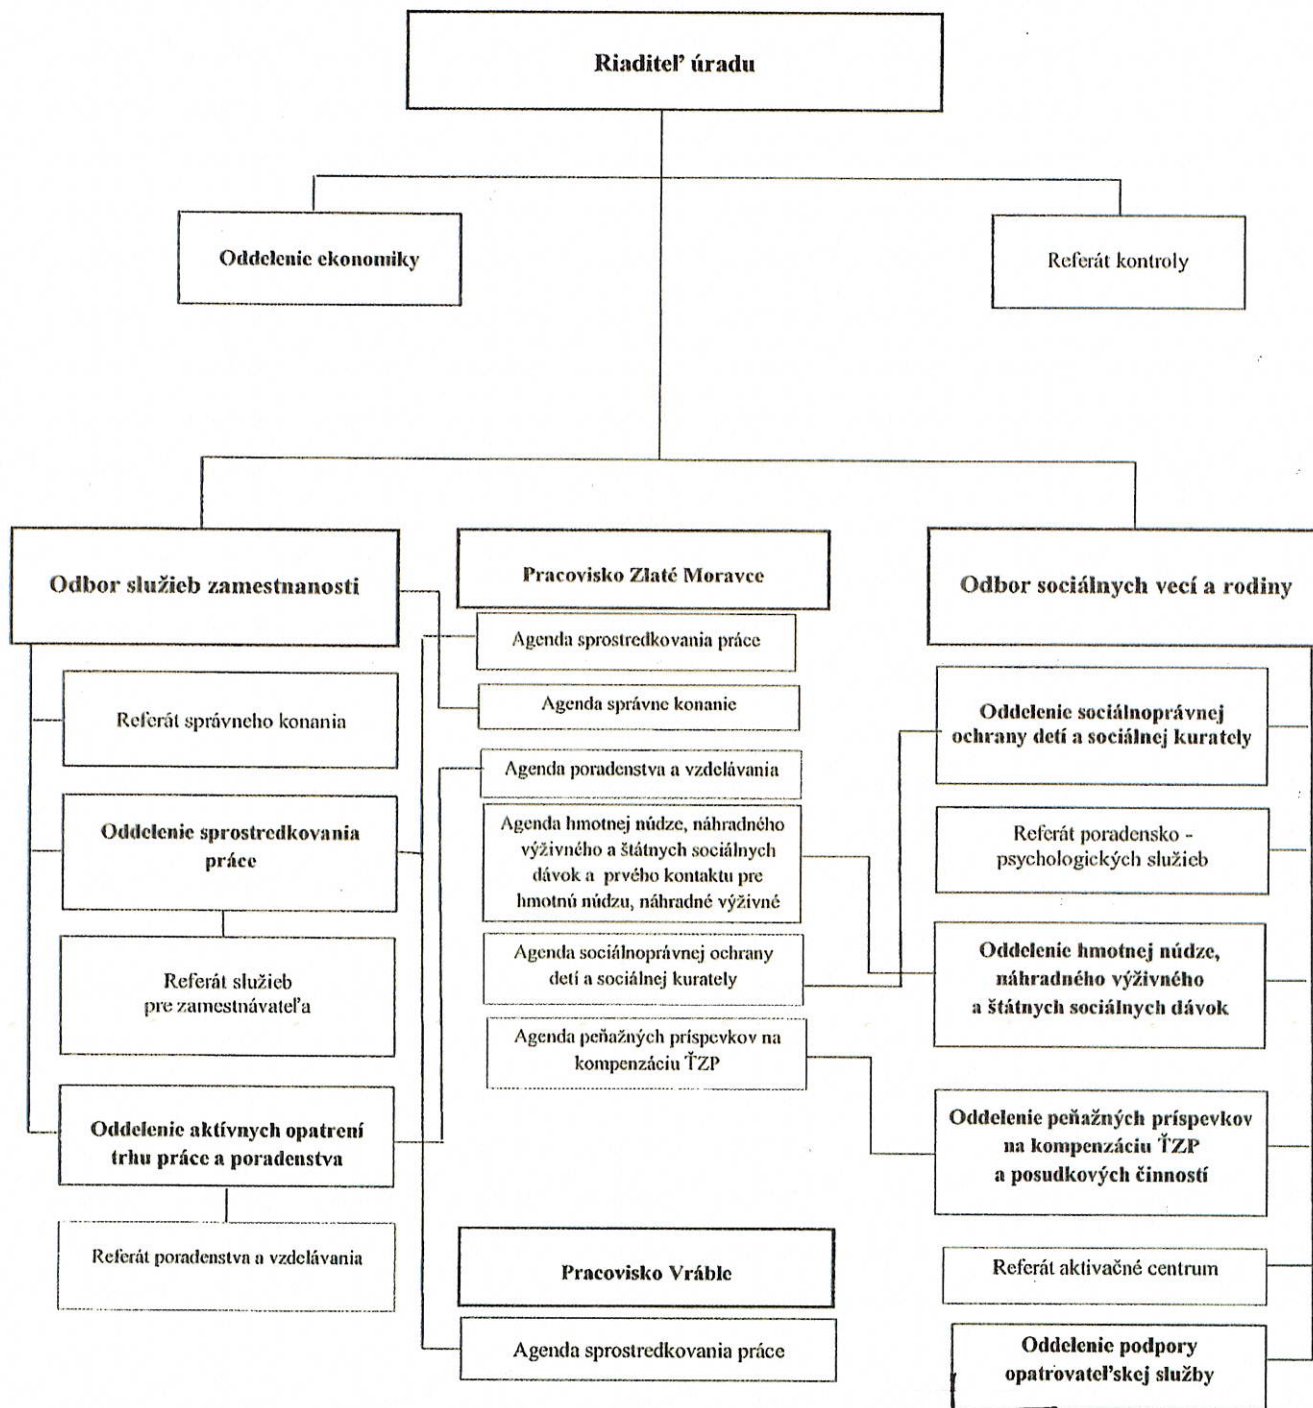 Riaditeľ úradu
Oddelenie ekonomiky
Referát kontroly
Odbor služieb zamestnanosti
Referát správneho konania
Oddelenie sprostredkovania
práce
Referát služieb
pre zamestnávateľa
Oddelenie aktívnych opatrení
trhu práce a poradenstva
Referát poradenstva a vzdelávania
Pracovisko Zlaté Moravce
Agenda sprostredkovania práce
Agenda správne konanie
Agenda poradenstva a vzdelávania
Agenda hmotnej núdze, náhradného
výživného a štátnych sociálnych
dávok a prvého kontaktu pre
hmotnú núdzu, náhradné výživné
Agenda sociálnoprávnej ochrany
detí a sociálnej kurately
Agenda peňažných príspevkov na
kompenzáciu ŤZP
Pracovisko Vráble
Agenda sprostredkovania práce
Odbor sociálnych vecí a rodiny
Oddelenie sociálnoprávnej
ochrany detí a sociálnej kurately
Referát poradensko -
psychologických služieb
Oddelenie hmotnej núdze,
náhradného výživného
a štátnych sociálnych dávok
Oddelenie peňažných príspevkov
na kompenzáciu ŤZP
a posudkových činností
Referát aktivačné centrum
Oddelenie podpory
opatrovateľskej služby